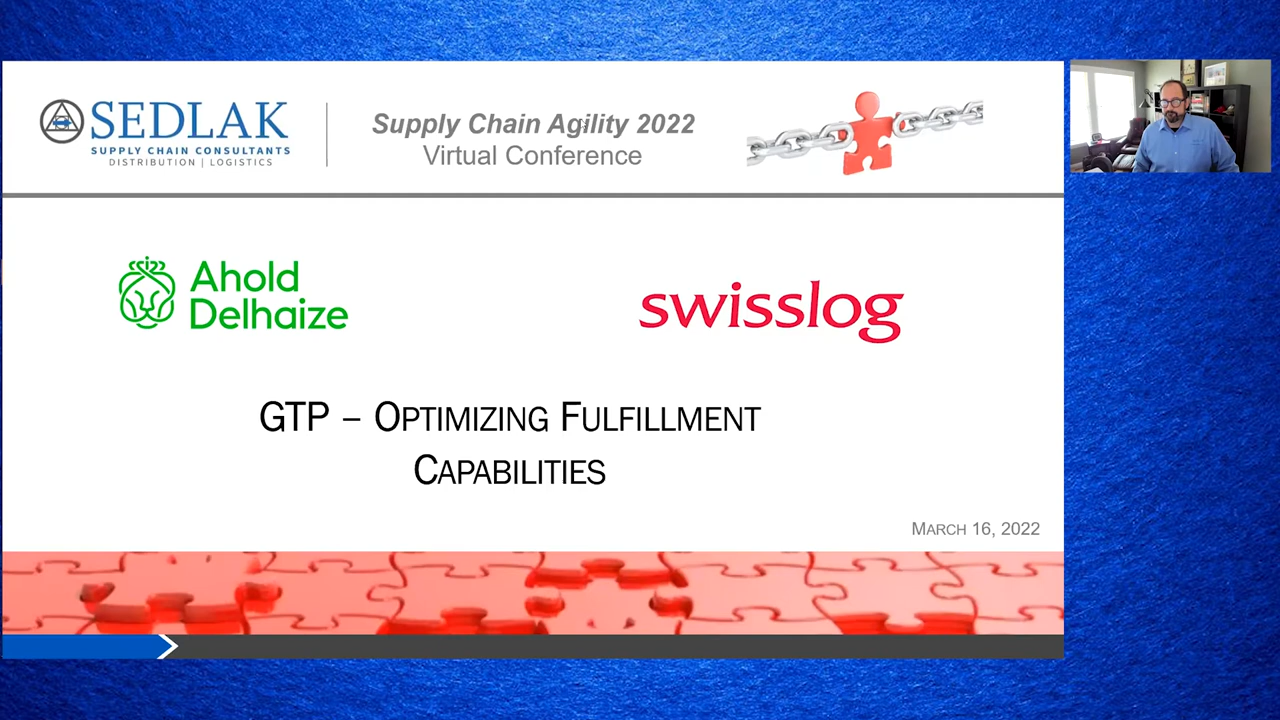 SEDLAK
SUPPLY CHAIN CONSULTANTS
DISTRIBUTION | LOGISTICS
Supply Chain Agility 2022
Virtual Conference
Ahold
Delhaize
swisslog
GTP – OPTIMIZING FULFILLMENT
CAPABILITIES
MARCH 16, 2022